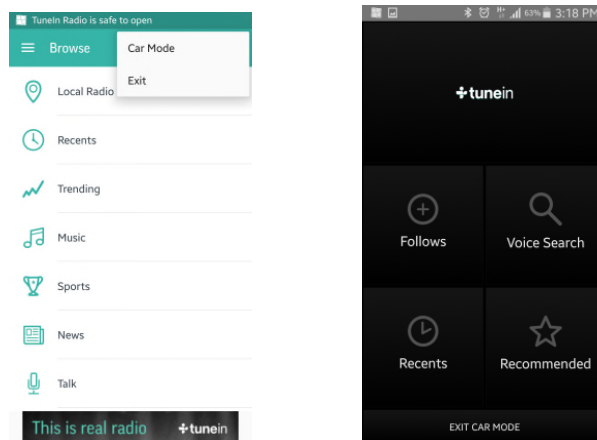 TuneIn Radio is safe to open
Browse
Car Mode
Exit
Local Radio
Recents
Trending
Music
Sports
News
Talk
This is real radio tunein
63% 3:18 PM
tunein
Follows Voice Search
Recents Recommended
EXIT CAR MODE